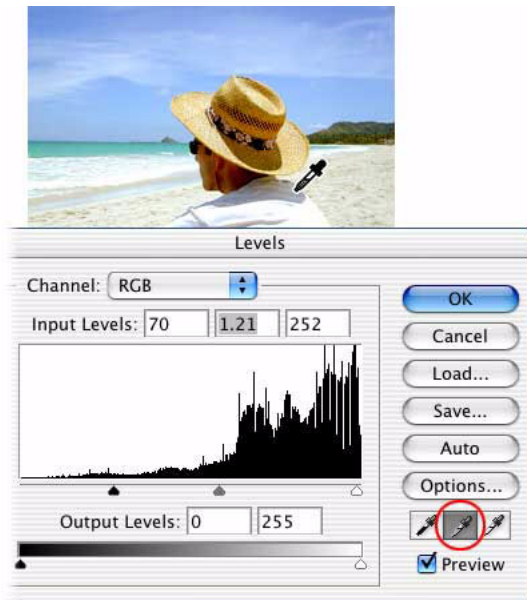 Levels
Channel: RGB
Input Levels: 70 1.21 252
Output Levels: 0 255
OK
Cancel
Load...
Save...
Auto
Options...
Preview